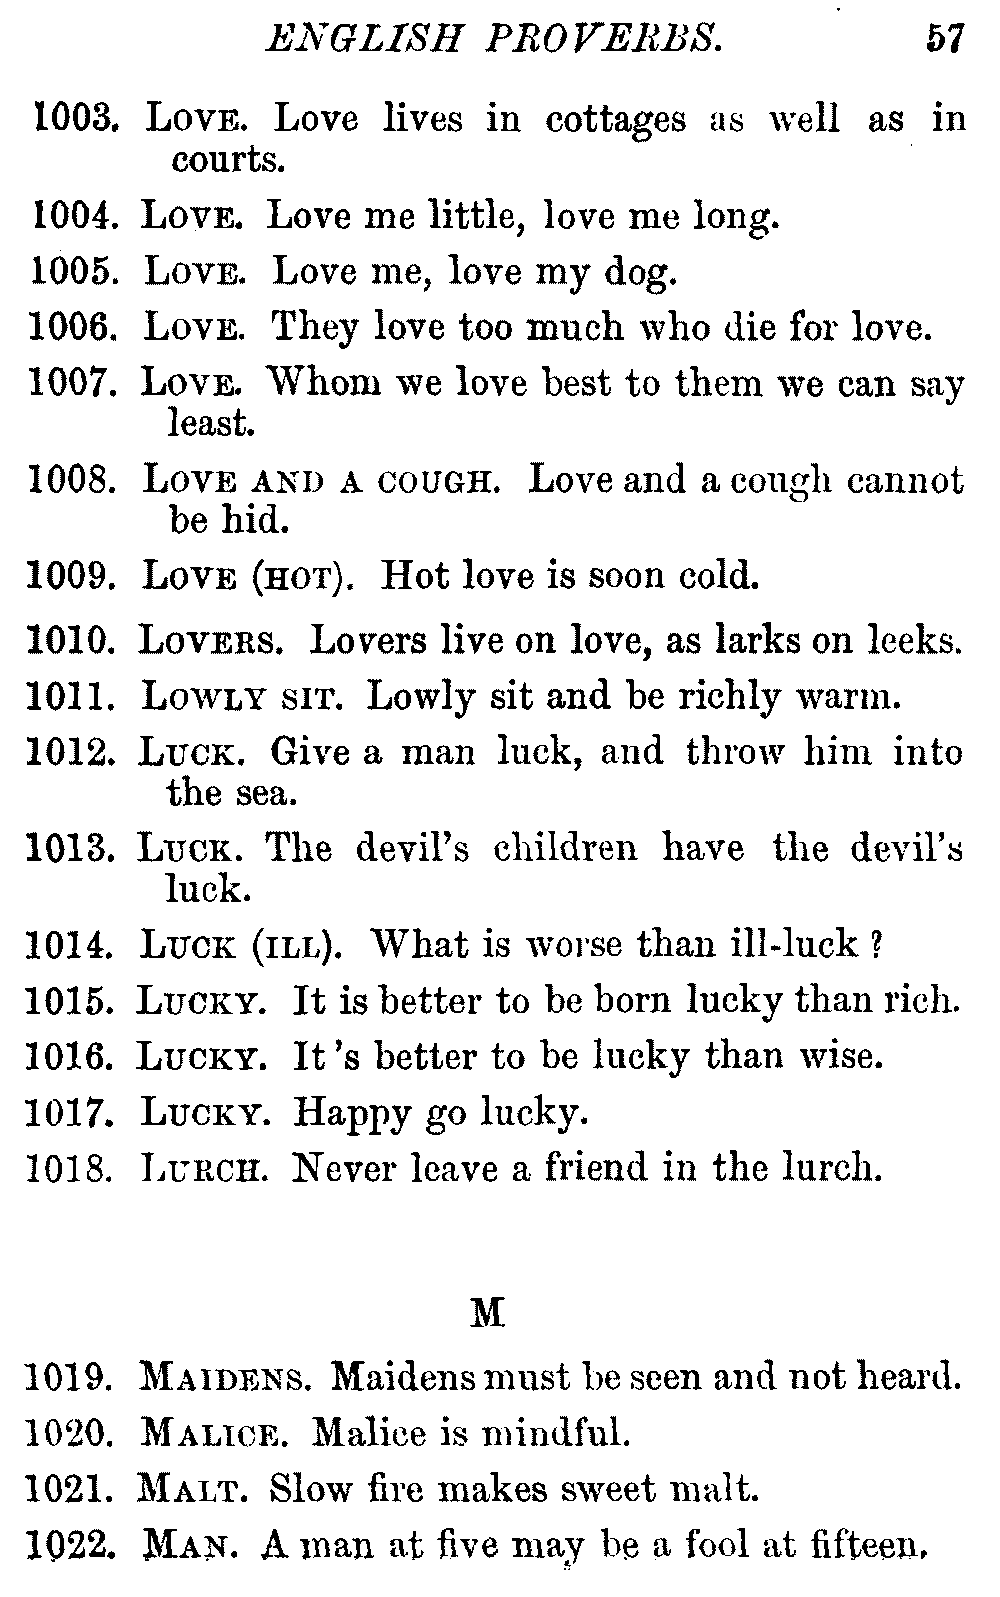 ENGLISH PROVERBS. 57
1003. LOVE. Love lives in cottages as well as in
courts.
1004. LOVE. Love me little, love me long.
1005. LOVE. Love me, love my dog.
1006. LOVE. They love too much who die for love.
1007. LOVE. Whom we love best to them we can say
least.
1008. LOVE AND A COUGH. Love and a cough cannot
be hid.
1009. LOVE (HOT). Hot love is soon cold.
1010. LOVERS. Lovers live on love, as larks on leeks.
1011. LOWLY SIT. Lowly sit and be richly warm.
1012. LUCK. Give a man luck, and throw him into
the sea.
1013. LUCK. The devil's children have the devil's
luck.
1014. LUCK (ILL). What is worse than ill-luck ?
1015. LUCKY. It is better to be born lucky than rich.
1016. LUCKY. It 's better to be lucky than wise.
1017. LUCKY. Happy go lucky.
1018. LURCH. Never leave a friend in the lurch.
M
1019. MAIDENS. Maidens must be seen and not heard.
1020. MALICE. Malice is mindful.
1021. MALT. Slow fire makes sweet malt.
1022. MAN. A man at five may be a fool at fifteen.